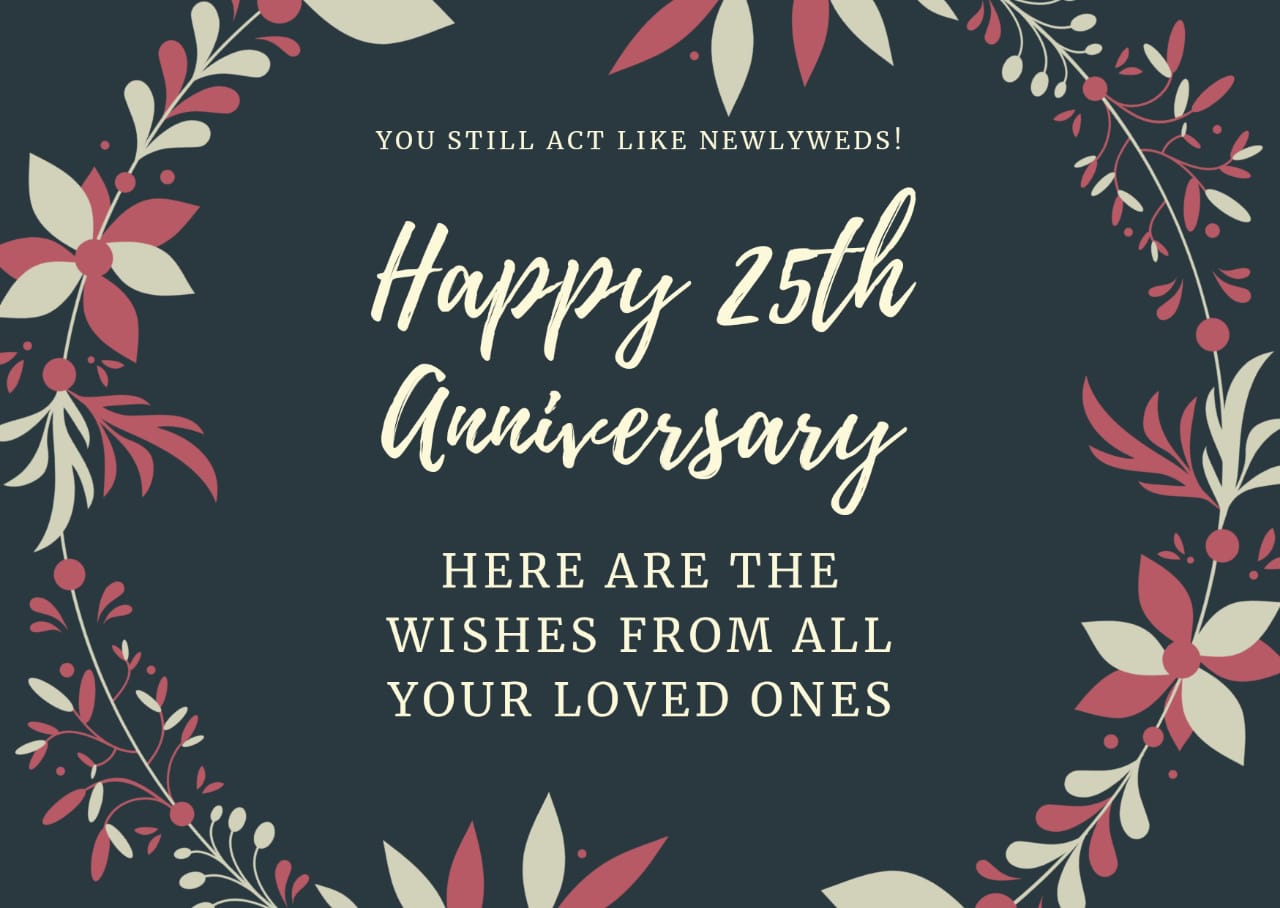 YOU STILL ACT LIKE NEWLYWEDS!
Happy 25th
Anniversary
HERE ARE THE
WISHES FROM ALL
YOUR LOVED ONES